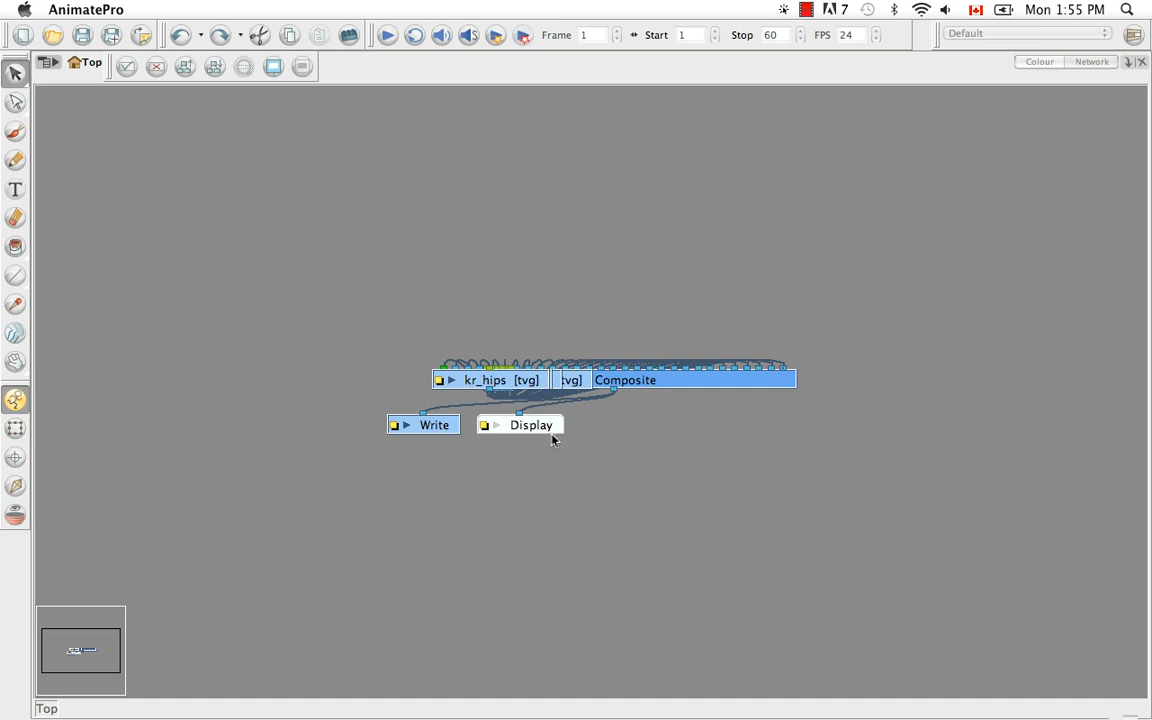 AnimatePro
7
Mon 1:55 PM
Frame 1 Start 1 Stop 60 FPS 24
Default
Top
Colour Network
T
kr_hips [tvg] tvg] Composite
Write Display
Top